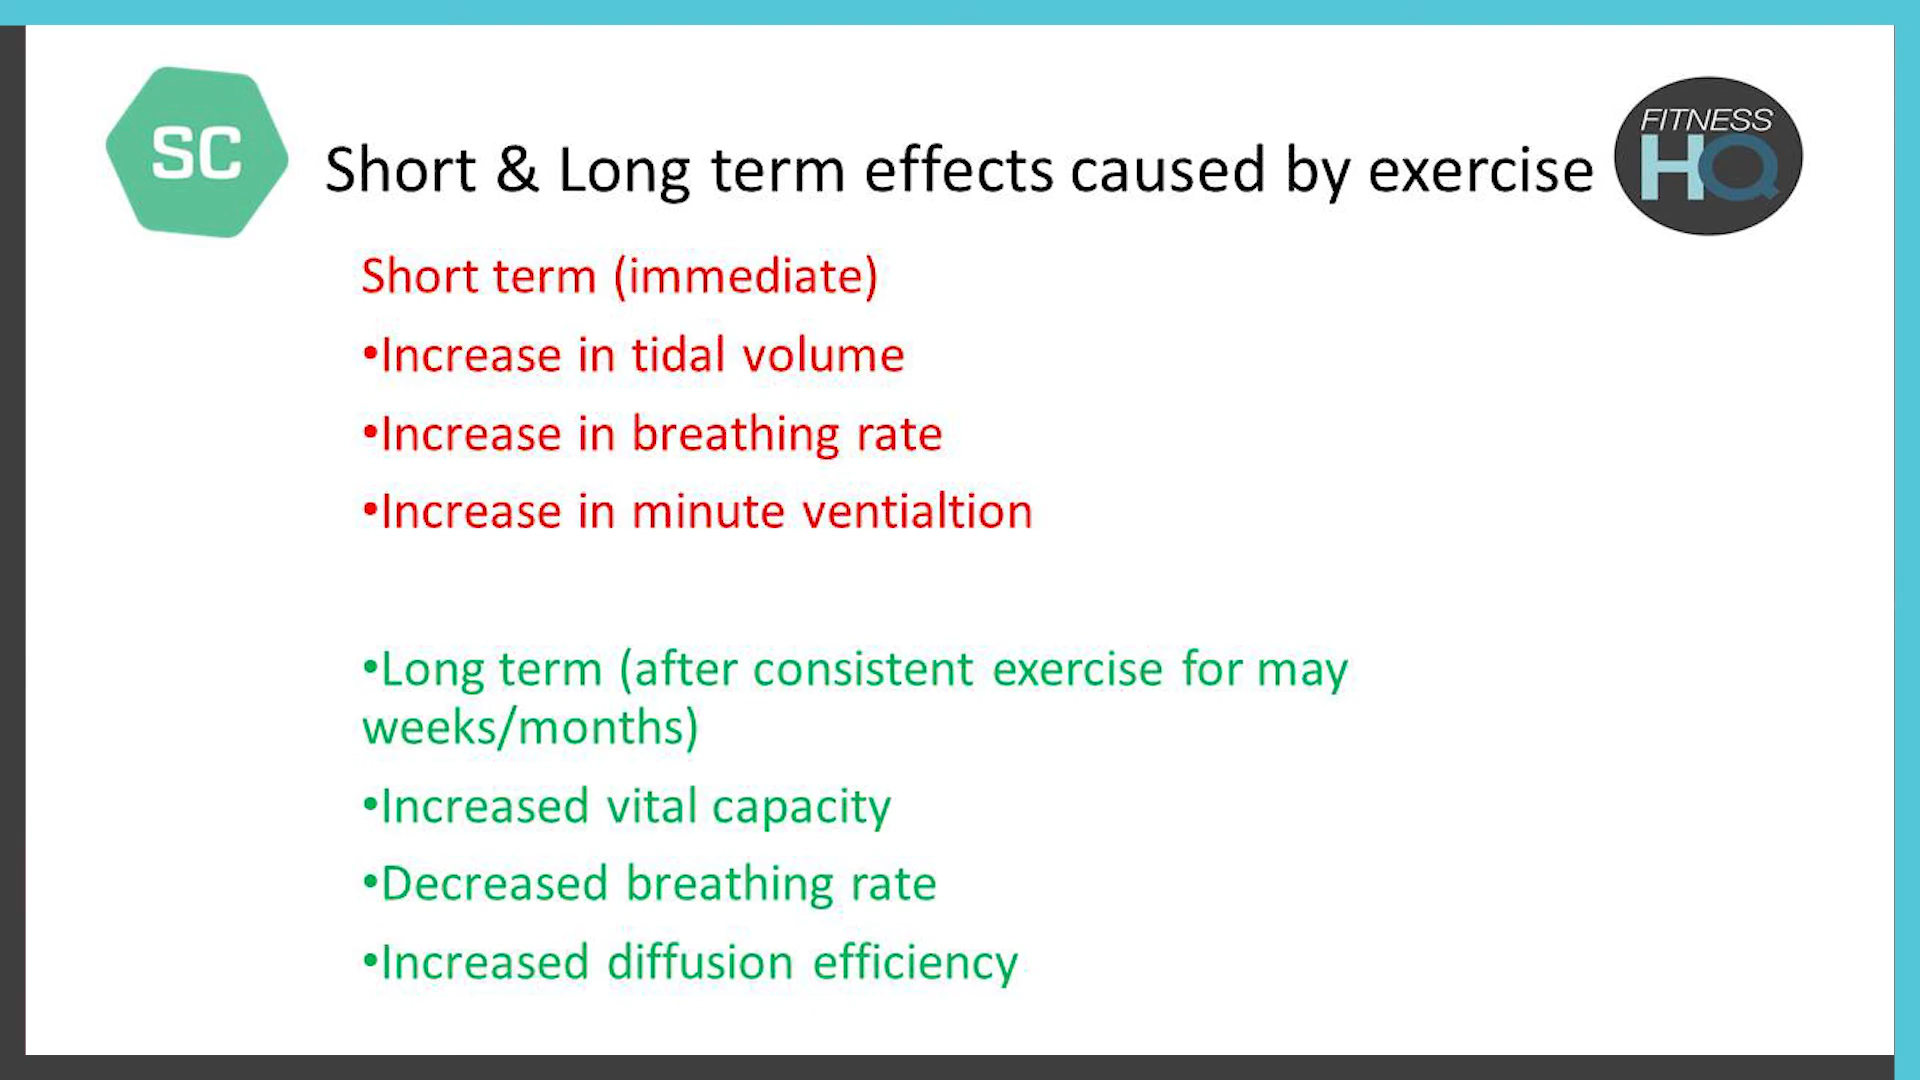 SC
FITNESS
HQ
Short & Long term effects caused by exercise
Short term (immediate)
•Increase in tidal volume
•Increase in breathing rate
•Increase in minute ventialtion
•Long term (after consistent exercise for may
weeks/months)
•Increased vital capacity
•Decreased breathing rate
•Increased diffusion efficiency